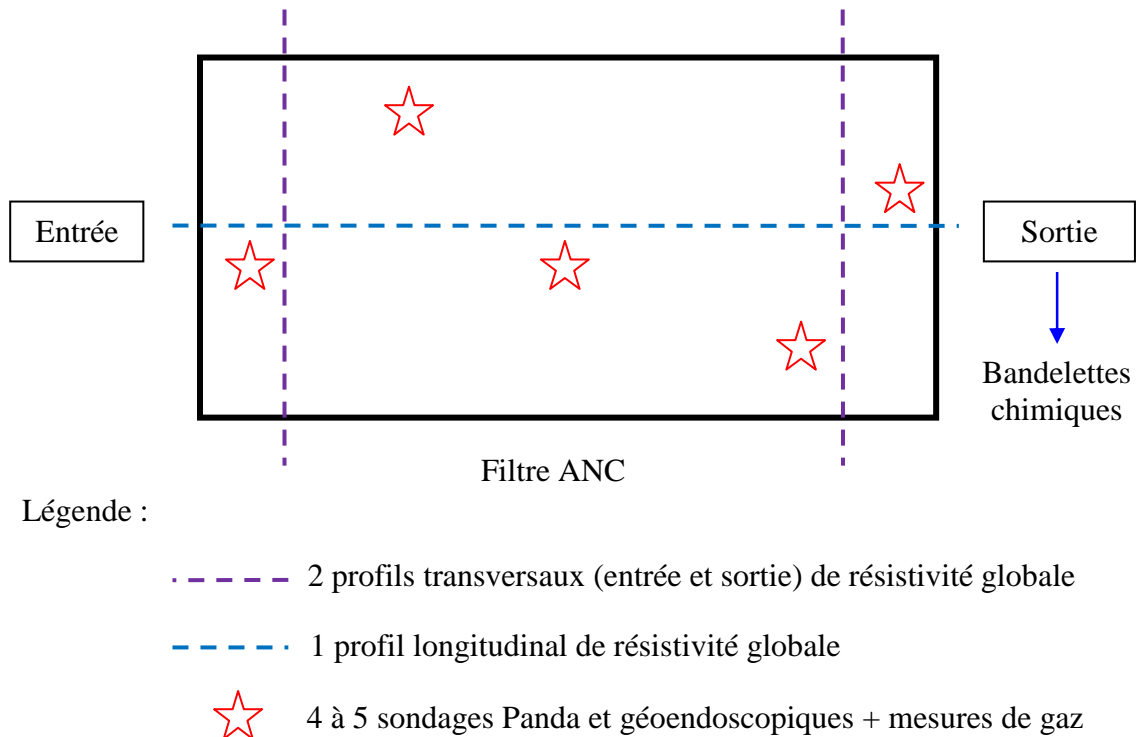 Entrée
Sortie
Bandelettes
chimiques
Filtre ANC
Légende :
2 profils transversaux (entrée et sortie) de résistivité globale
1 profil longitudinal de résistivité globale
4 à 5 sondages Panda et géoendoscopiques + mesures de gaz